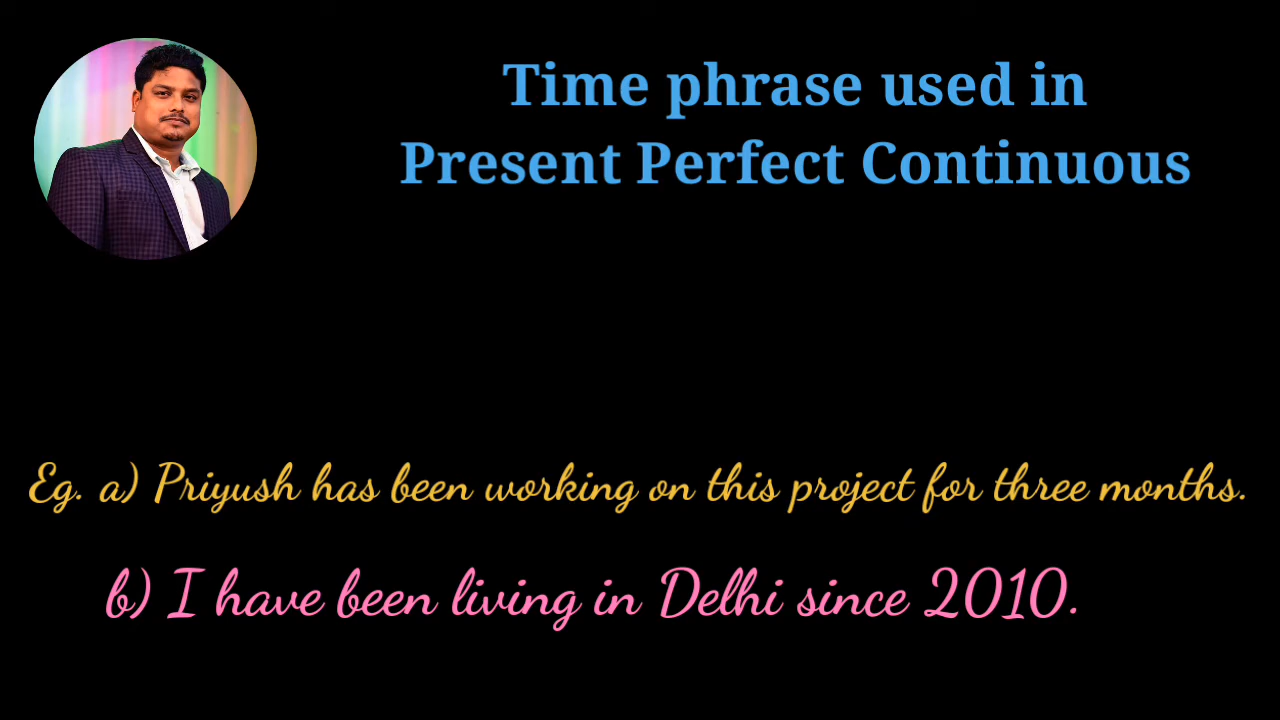 Time phrase used in
Present Perfect Continuous
Eg. a) Priyush has been working on this project for three months.
b) I have been living in Delhi since 2010.